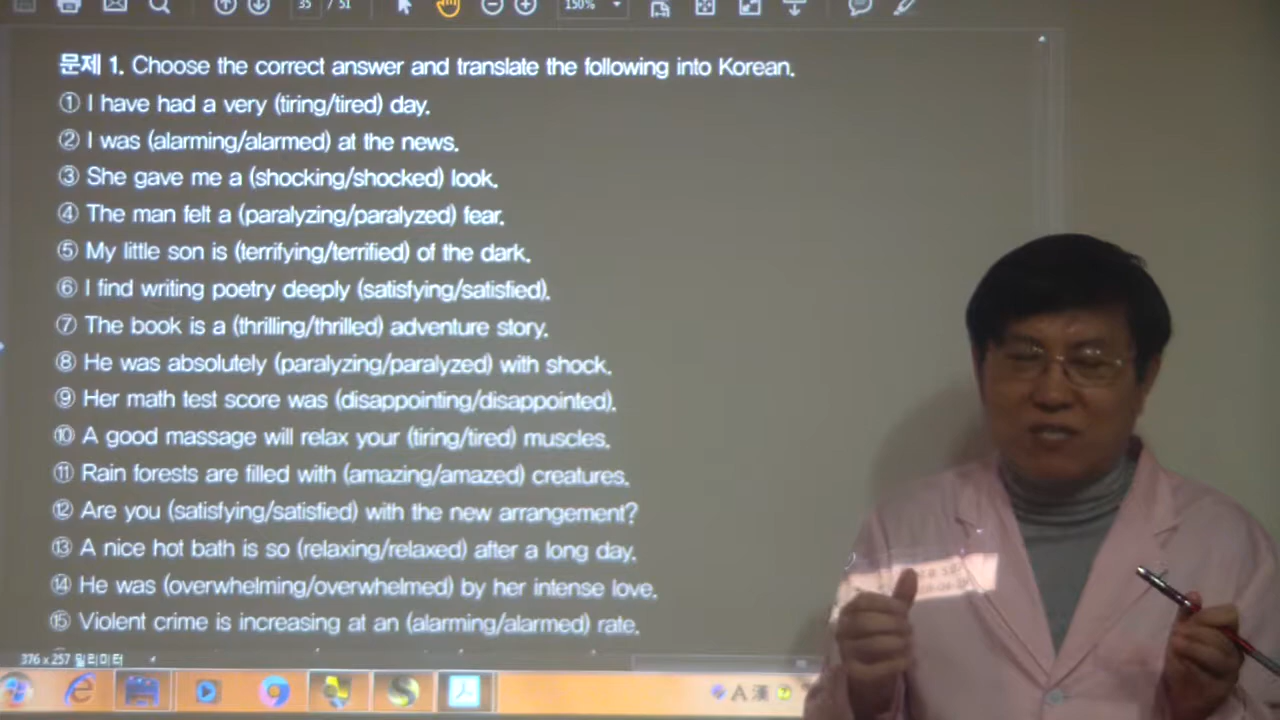 35 / 51
150%
문제 1. Choose the correct answer and translate the following into Korean.
① I have had a very (tiring/tired) day.
② I was (alarming/alarmed) at the news.
③ She gave me a (shocking/shocked) look.
④ The man felt a (paralyzing/paralyzed) fear.
⑤ My little son is (terrifying/terrified) of the dark.
⑥ I find writing poetry deeply (satisfying/satisfied).
⑦ The book is a (thrilling/thrilled) adventure story.
⑧ He was absolutely (paralyzing/paralyzed) with shock.
⑨ Her math test score was (disappointing/disappointed).
⑩ A good massage will relax your (tiring/tired) muscles.
⑪ Rain forests are filled with (amazing/amazed) creatures.
⑫ Are you (satisfying/satisfied) with the new arrangement?
⑬ A nice hot bath is so (relaxing/relaxed) after a long day.
⑭ He was (overwhelming/overwhelmed) by her intense love.
⑮ Violent crime is increasing at an (alarming/alarmed) rate.
376 x 257 밀리미터
A 漢